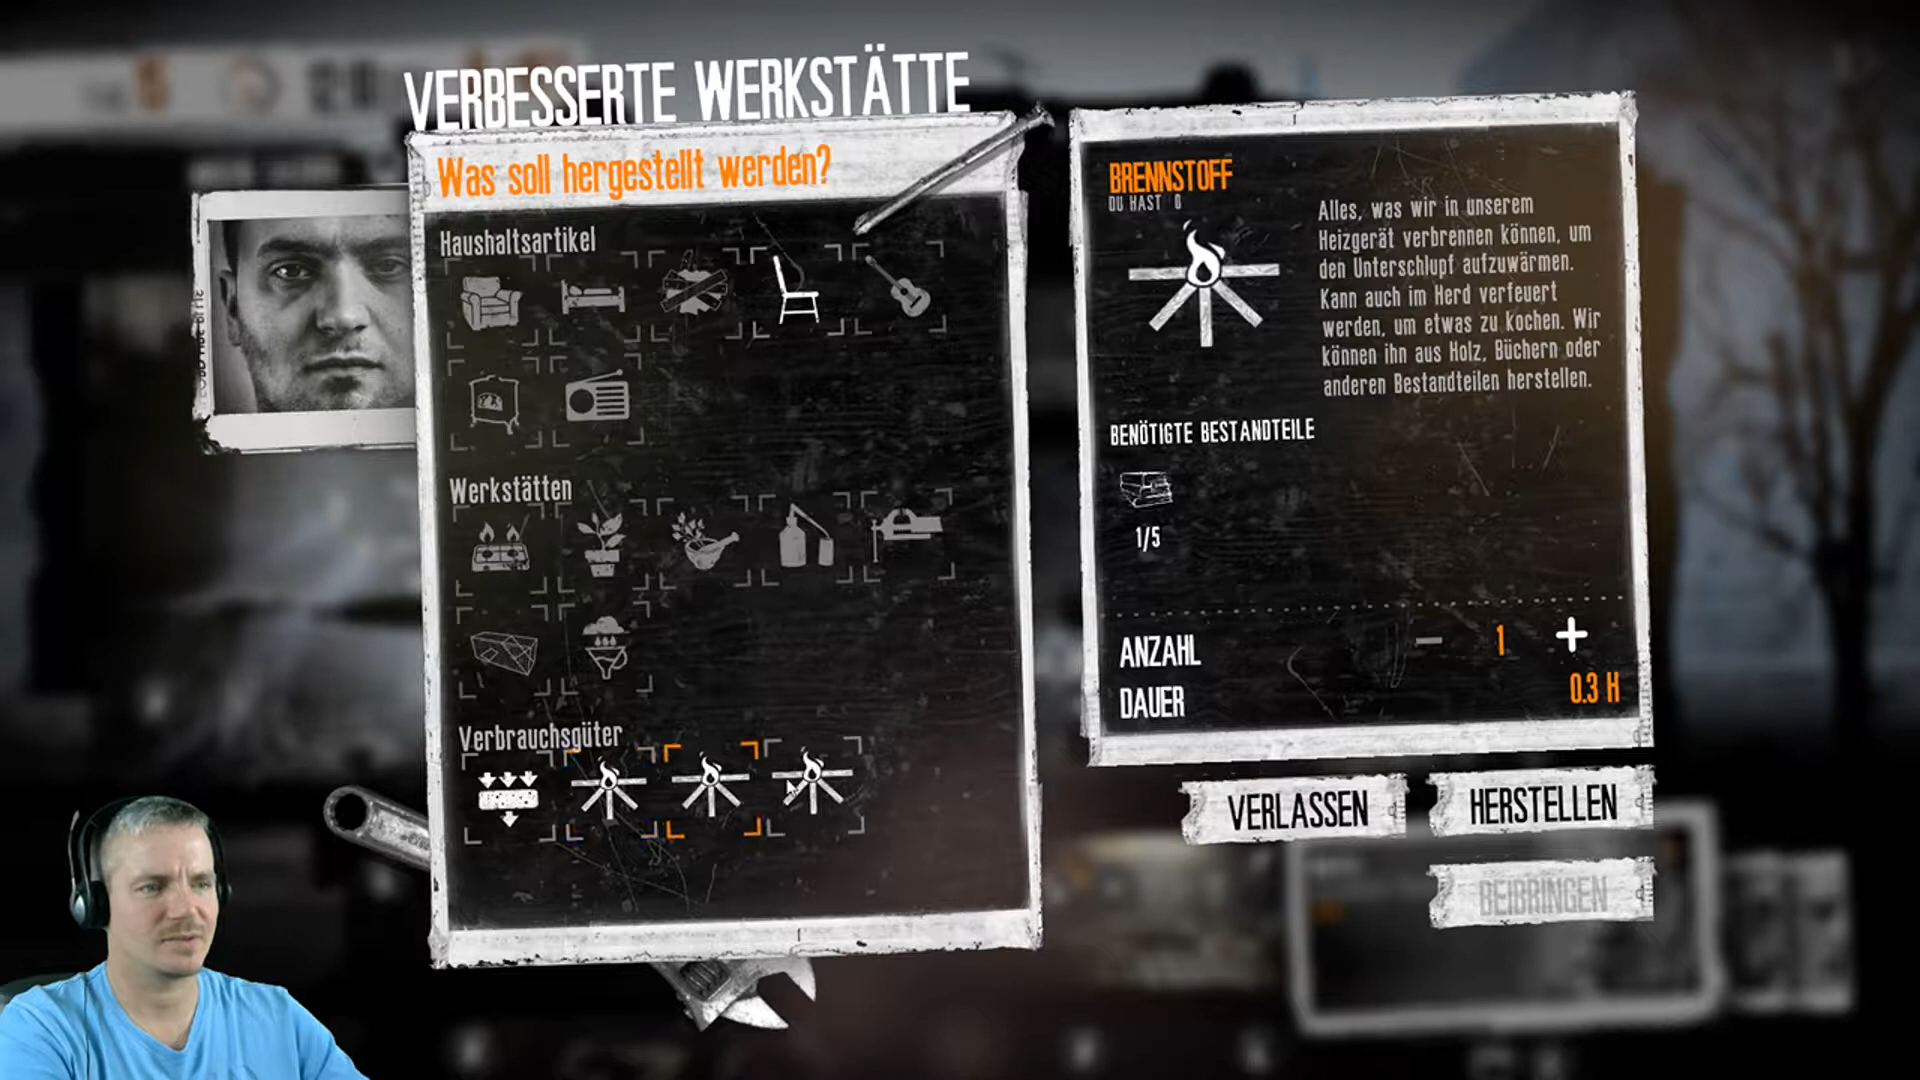 VERBESSERTE WERKSTÄTTE
Was soll hergestellt werden?
Haushaltsartikel
Werkstätten
Verbrauchsgüter
BRENNSTOFF
DU HAST 0
Alles, was wir in unserem
Heizgerät verbrennen können, um
den Unterschlupf aufzuwärmen.
Kann auch im Herd verfeuert
werden, um etwas zu kochen. Wir
können ihn aus Holz, Büchern oder
anderen Bestandteilen herstellen.
BENÖTIGTE BESTANDTEILE
1/5
ANZAHL
1
DAUER
0.3 H
VERLASSEN
HERSTELLEN
BEIBRINGEN